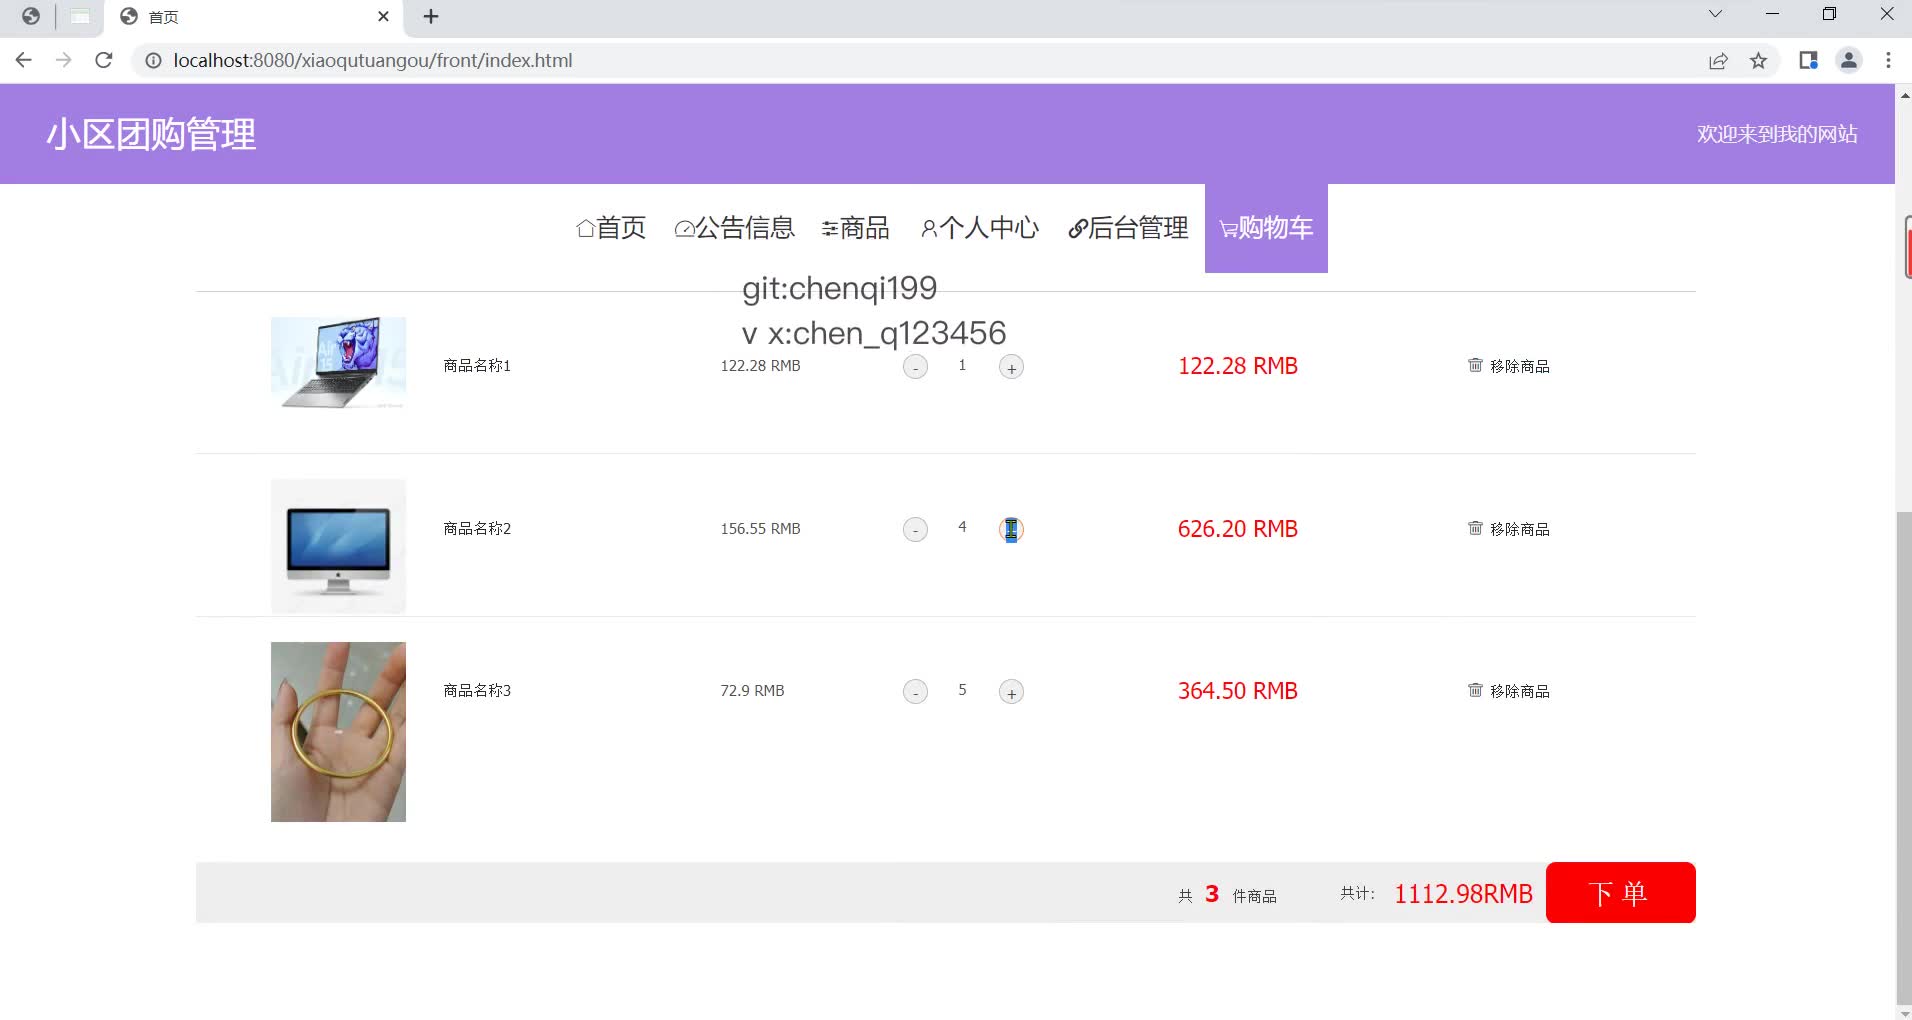 首页
localhost:8080/xiaoqutuangou/front/index.html
小区团购管理
欢迎来到我的网站
首页 公告信息 商品 个人中心 后台管理 购物车
git:chenqi199
v x:chen_q123456
商品名称1 122.28 RMB - 1 + 122.28 RMB 移除商品
商品名称2 156.55 RMB - 4 626.20 RMB 移除商品
商品名称3 72.9 RMB - 5 + 364.50 RMB 移除商品
共 3 件商品 共计: 1112.98RMB 下单